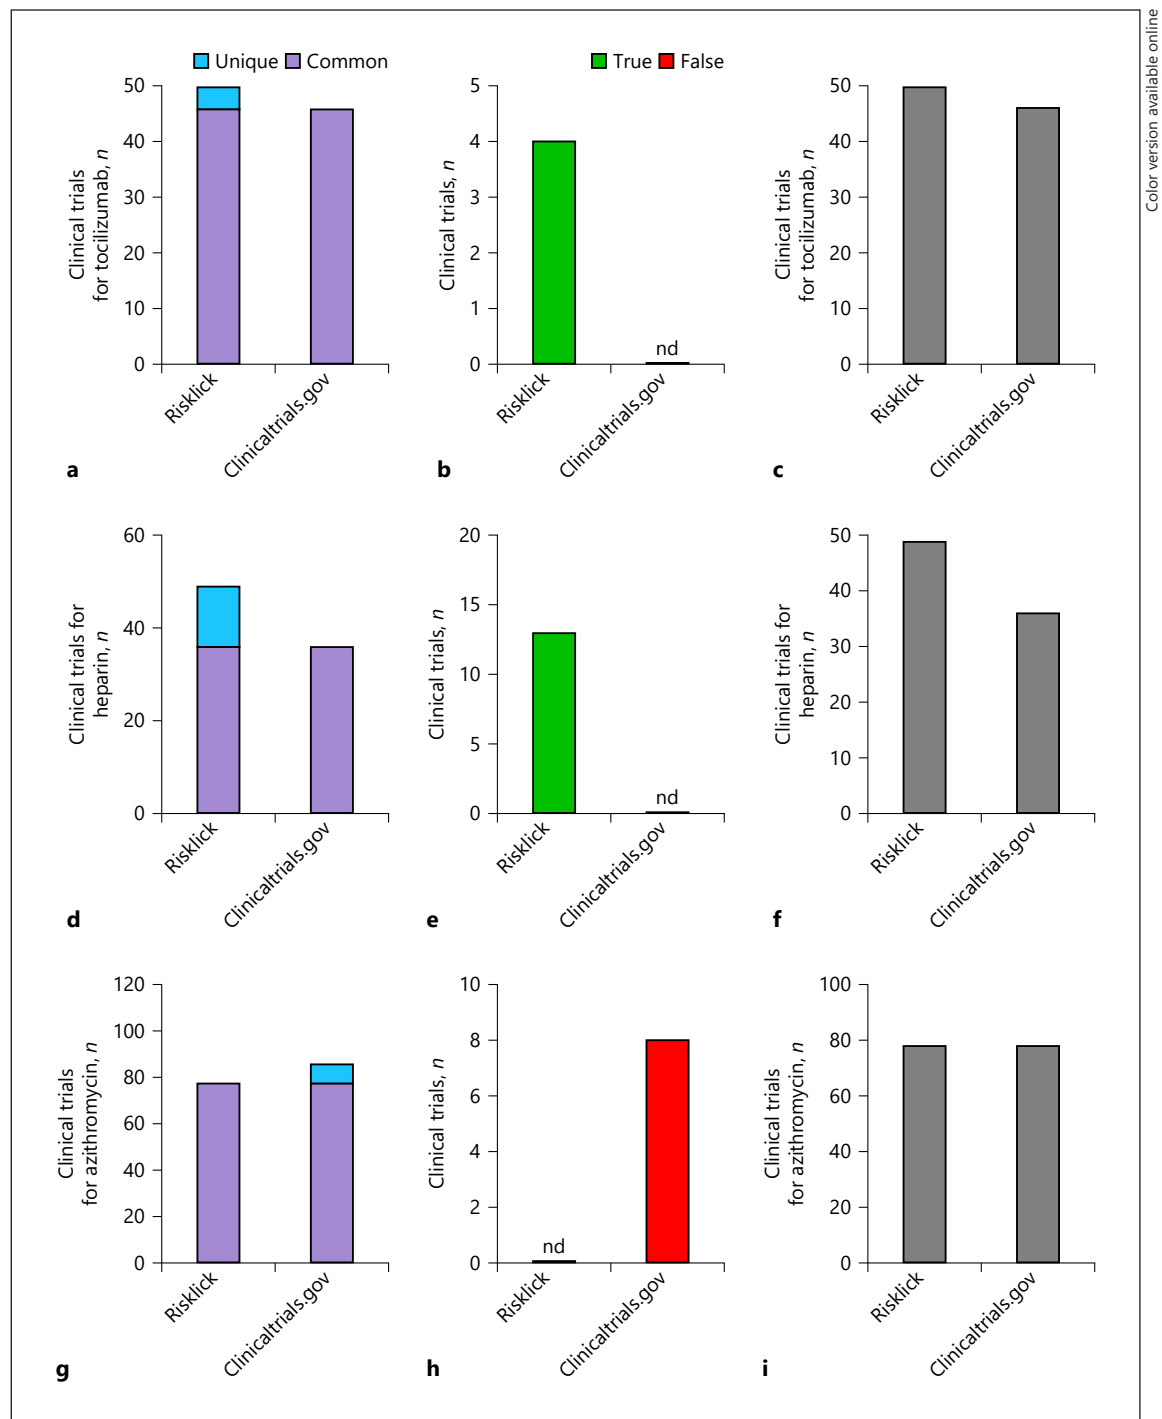 Color version available online
Unique Common
True False
50
40
30
20
10
0
Clinical trials
for tocilizumab, n
Risklick
Clinicaltrials.gov
a
5
4
3
2
1
0
Clinical trials, n
nd
Risklick
Clinicaltrials.gov
b
50
40
30
20
10
0
Clinical trials
for tocilizumab, n
Risklick
Clinicaltrials.gov
c
60
40
20
0
Clinical trials for
heparin, n
Risklick
Clinicaltrials.gov
d
20
15
10
5
0
Clinical trials, n
nd
Risklick
Clinicaltrials.gov
e
50
40
30
20
10
0
Clinical trials for
heparin, n
Risklick
Clinicaltrials.gov
f
120
100
80
60
40
20
0
Clinical trials
for azithromycin, n
Risklick
Clinicaltrials.gov
g
10
8
6
4
2
0
Clinical trials, n
nd
Risklick
Clinicaltrials.gov
h
100
80
60
40
20
0
Clinical trials
for azithromycin, n
Risklick
Clinicaltrials.gov
i